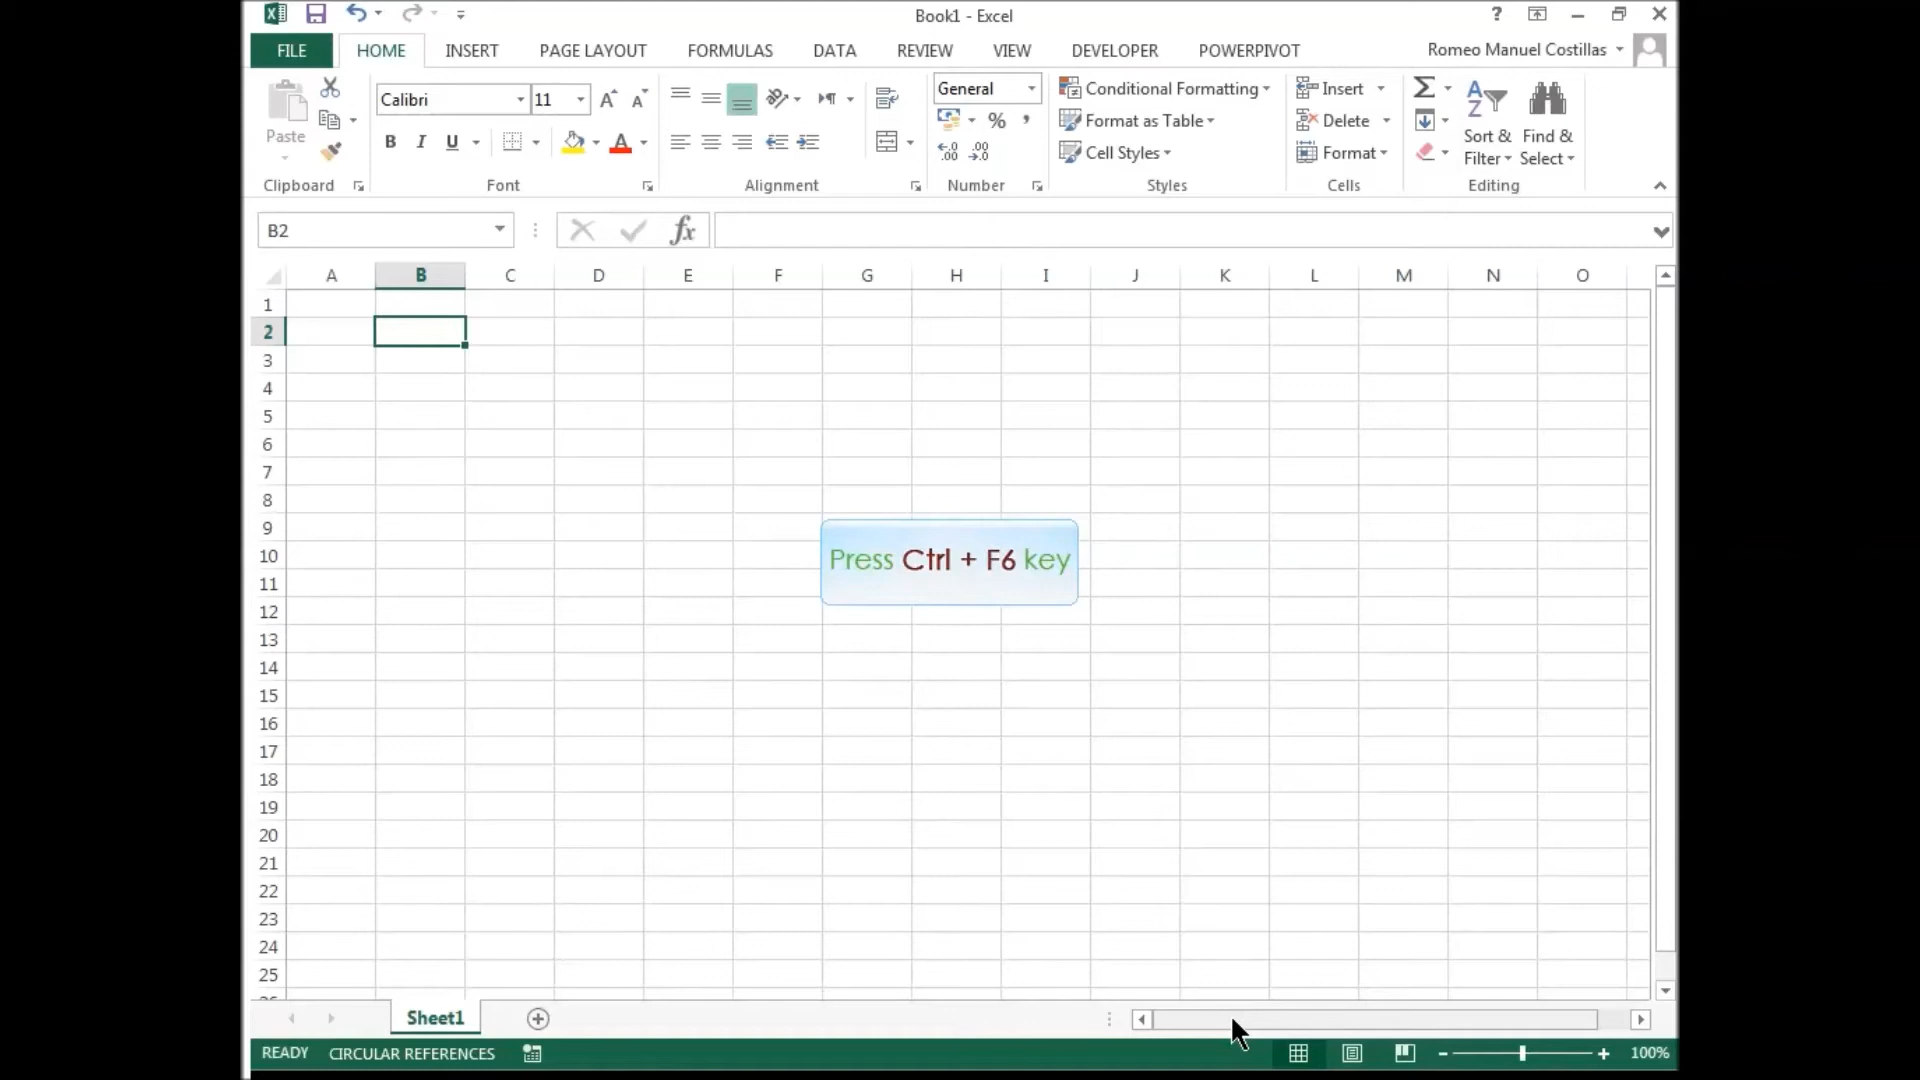 Book1 - Excel
FILE HOME INSERT PAGE LAYOUT FORMULAS DATA REVIEW VIEW DEVELOPER POWERPIVOT Romeo Manuel Costillas
Calibri 11 General Conditional Formatting Insert
Paste % , Format as Table Delete Sort & Find &
B I U Cell Styles Format Filter Select
Clipboard Font Alignment Number Styles Cells Editing
B2 fx
A B C D E F G H I J K L M N O
1
2
3
4
5
6
7
8
9
10
Press Ctrl + F6 key
11
12
13
14
15
16
17
18
19
20
21
22
23
24
25
Sheet1
READY CIRCULAR REFERENCES 100%